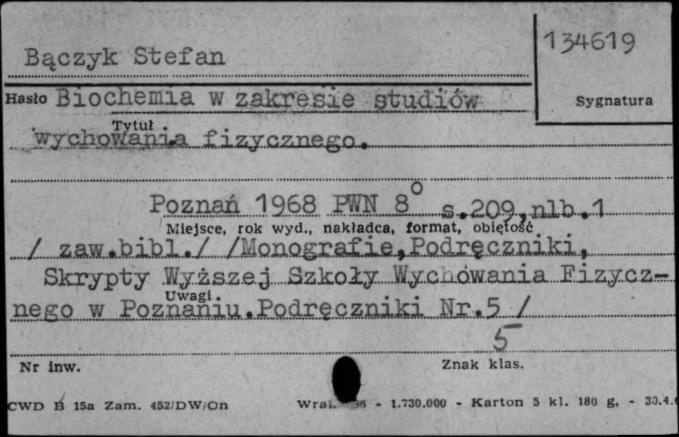 134619
Bączyk Stefan
Hasło Biochemia w zakresie studiów
Sygnatura
Tytuł
wychowania fizycznego.
Poznań 1968 PWN 8° s.209,nlb.1
Miejsce, rok wyd., nakładca, format, objętość
/ zaw.bibl./ /Monografie,Podręczniki,
Skrypty Wyższej Szkoły Wychowania Fizycz-
Uwagi
nego w Poznaniu.Podręczniki Nr.5 /
5
Nr inw.
Znak klas.
CWD B 15a Zam. 452/DW/On - 1.730.000 - Karton 5 kl. 180 g. -